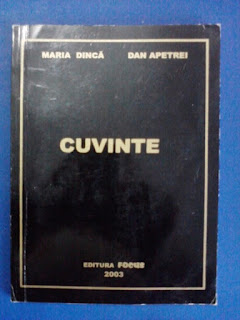 MARIA DINCĂ DAN APETREI
CUVINTE
EDITURA FOCUS
2003